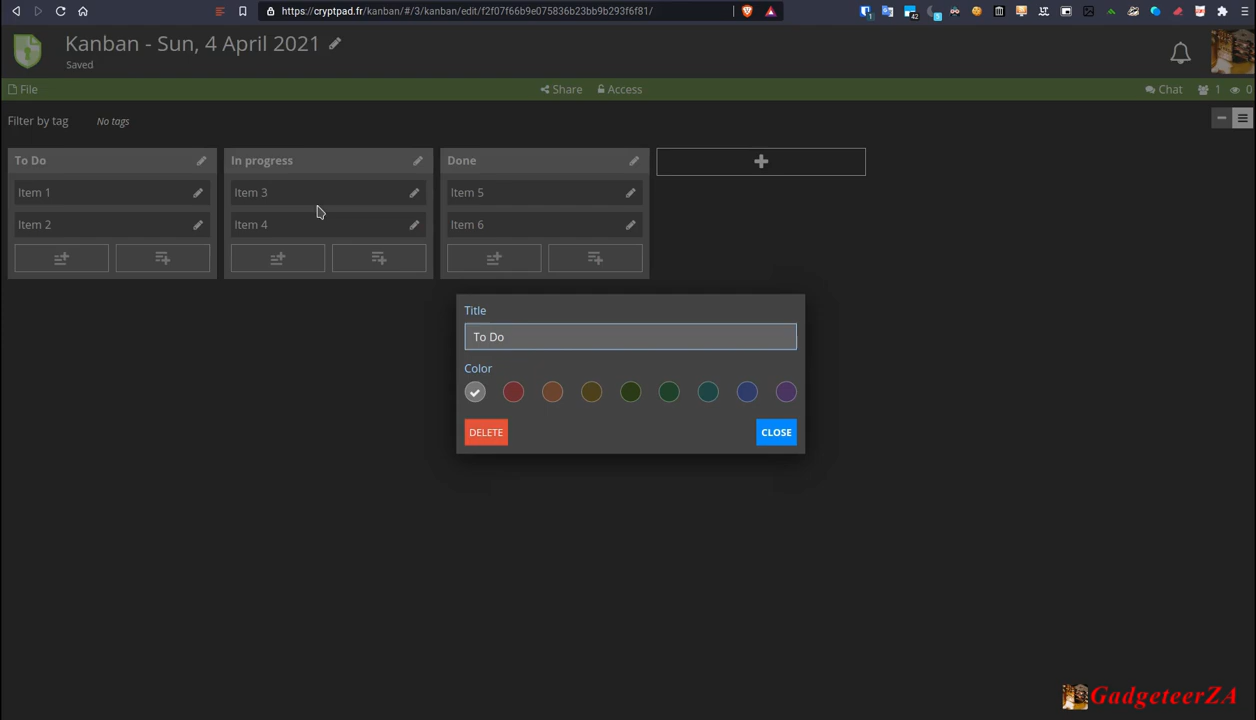 https://cryptpad.fr/kanban/#/3/kanban/edit/f2f07f66b9e075836b23bb9b293f6f81/
42
Kanban - Sun, 4 April 2021
Saved
File
Share
Access
Chat
1
0
Filter by tag
No tags
To Do
In progress
Done
Item 1
Item 3
Item 5
Item 2
Item 4
Item 6
Title
To Do
Color
DELETE
CLOSE
GadgeteerZA